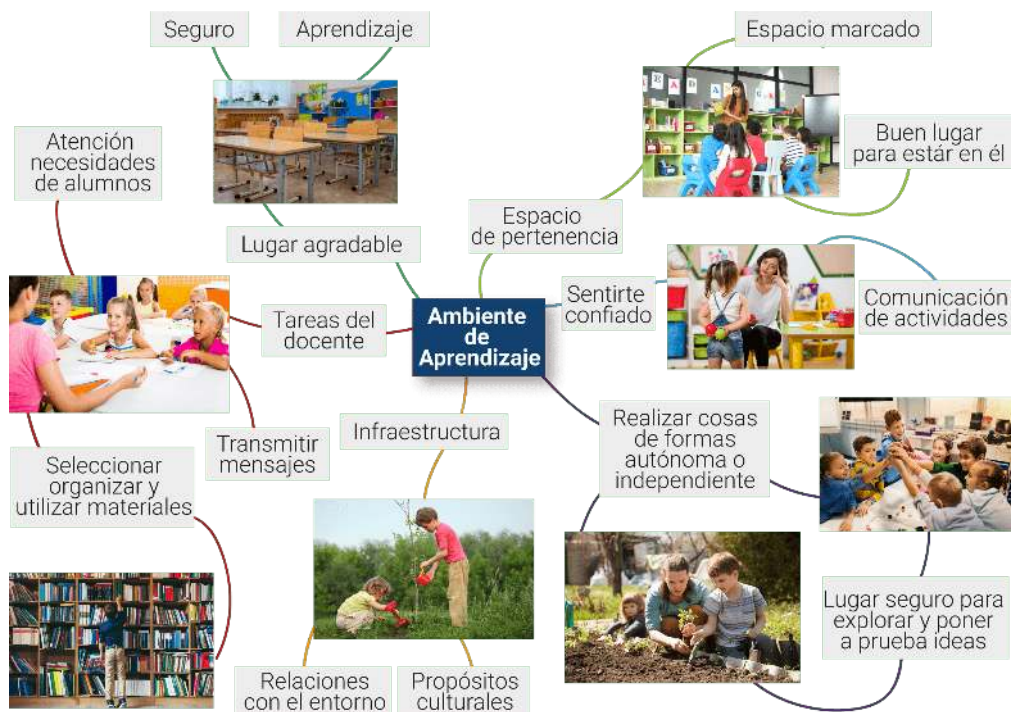 Seguro
Aprendizaje
Espacio marcado
Atención
necesidades
de alumnos
Buen lugar
para estár en él
Lugar agradable
Espacio
de pertenencia
Sentirte
confiado
Comunicación
de actividades
Tareas del
docente
Ambiente
de
Aprendizaje
Infraestructura
Realizar cosas
de formas
autónoma o
independiente
Transmitir
mensajes
Seleccionar
organizar y
utilizar materiales
Lugar seguro para
explorar y poner
a prueba ideas
Relaciones
con el entorno
Propósitos
culturales